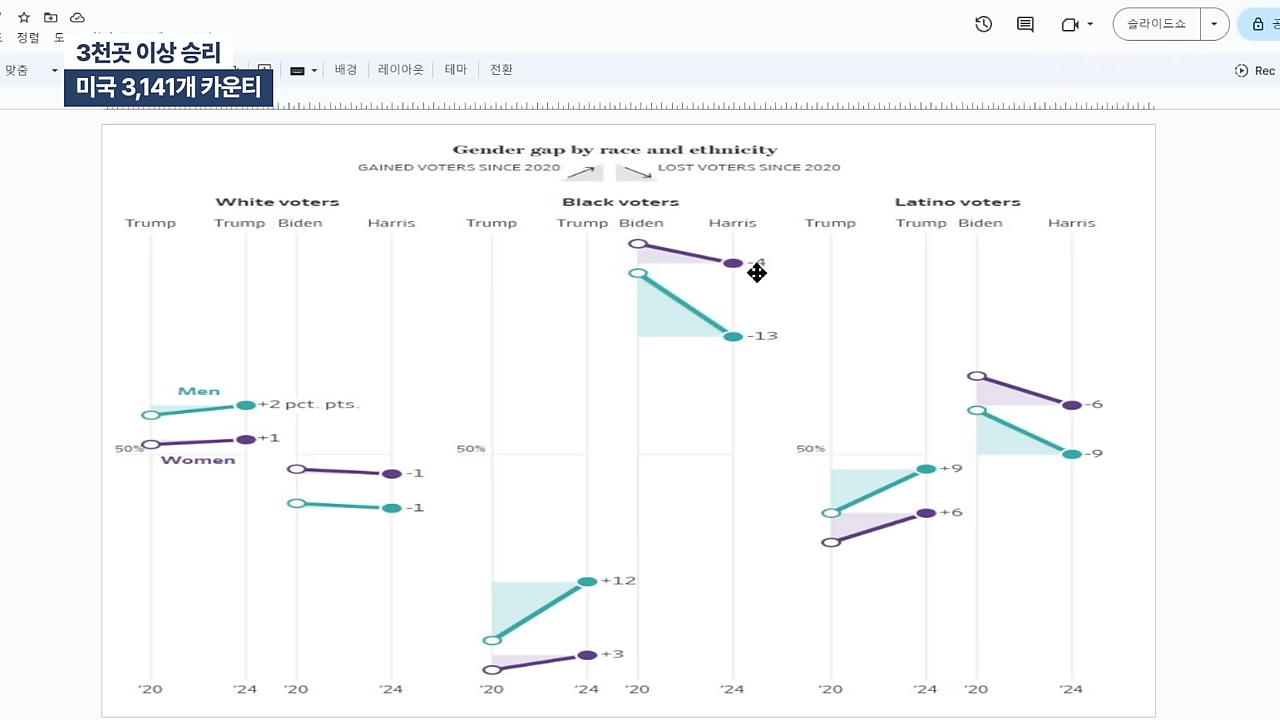 정렬
3천곳 이상 승리
미국 3,141개 카운티
맞춤
배경
레이아웃
테마
전환
슬라이드쇼
Rec
Gender gap by race and ethnicity
GAINED VOTERS SINCE 2020
LOST VOTERS SINCE 2020
White voters
Black voters
Latino voters
Trump Trump Biden Harris
Trump Trump Biden Harris
Trump Trump Biden Harris
-4
-13
Men
+2 pct. pts.
-6
+1
50%
Women
50%
50%
-9
-1
+9
-1
+6
+12
+3
'20 '24 '20 '24
'20 '24 '20 '24
'20 '24 '20 '24